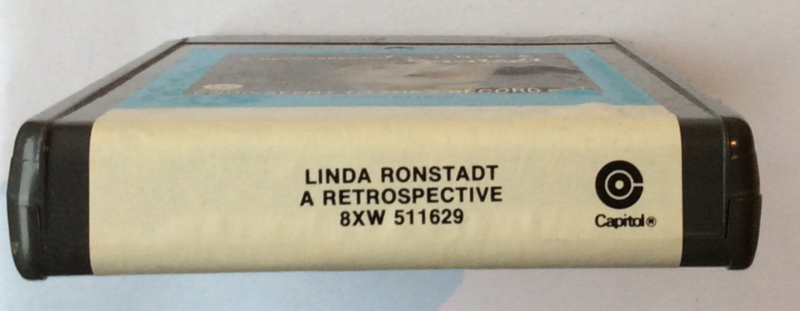 LINDA RONSTADT
A RETROSPECTIVE
8XW 511629
Capitol®